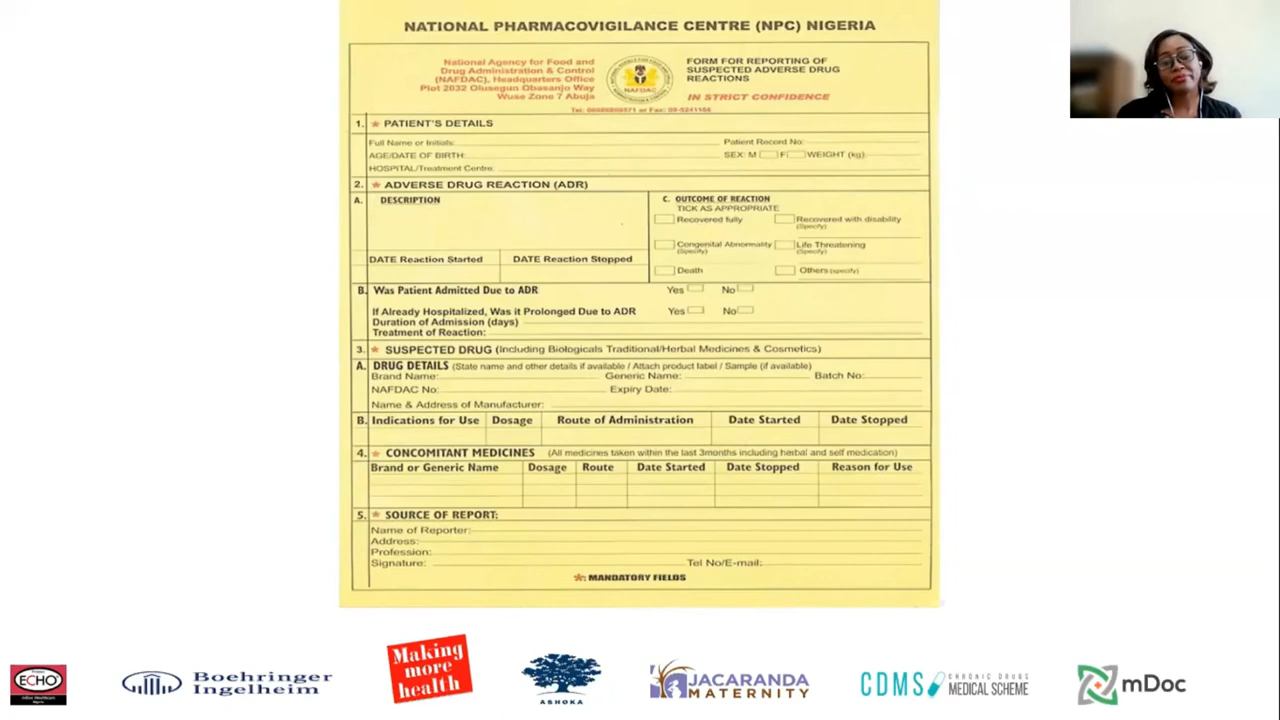 NATIONAL PHARMACOVIGILANCE CENTRE (NPC) NIGERIA
National Agency for Food and
Drug Administration & Control
(NAFDAC), Headquarters Office
Plot 2032 Olusegun Obasanjo Way
Wuse Zone 7 Abuja
NAFDAC
FORM FOR REPORTING OF
SUSPECTED ADVERSE DRUG
REACTIONS
IN STRICT CONFIDENCE
1. * PATIENT'S DETAILS
Full Name or Initials: Patient Record No:
AGE/DATE OF BIRTH: SEX: M F: WEIGHT (kg):
HOSPITAL/Treatment Centre:
2. * ADVERSE DRUG REACTION (ADR)
A. DESCRIPTION
DATE Reaction Started DATE Reaction Stopped
C. OUTCOME OF REACTION
TICK AS APPROPRIATE
Recovered fully Recovered with disability
(Specify)
Congenital Abnormality Life Threatening
(Specify) (Specify)
Death Others (specify)
B. Was Patient Admitted Due to ADR Yes No
If Already Hospitalized, Was it Prolonged Due to ADR Yes No
Duration of Admission (days)
Treatment of Reaction:
3. * SUSPECTED DRUG (Including Biologicals Traditional/Herbal Medicines & Cosmetics)
A. DRUG DETAILS (State name and other details if available / Attach product label / Sample (if available)
Brand Name: Generic Name: Batch No:
NAFDAC No: Expiry Date:
Name & Address of Manufacturer:
B. Indications for Use Dosage Route of Administration Date Started Date Stopped
4. * CONCOMITANT MEDICINES (All medicines taken within the last 3months including herbal and self medication)
Brand or Generic Name Dosage Route Date Started Date Stopped Reason for Use
5. * SOURCE OF REPORT:
Name of Reporter:
Address:
Profession:
Signature: Tel No/E-mail:
*: MANDATORY FIELDS
ECHO
Boehringer
Ingelheim
Making
more
health
ASHOKA
JACARANDA
MATERNITY
CDMS CHRONIC DRUGS
MEDICAL SCHEME
mDoc